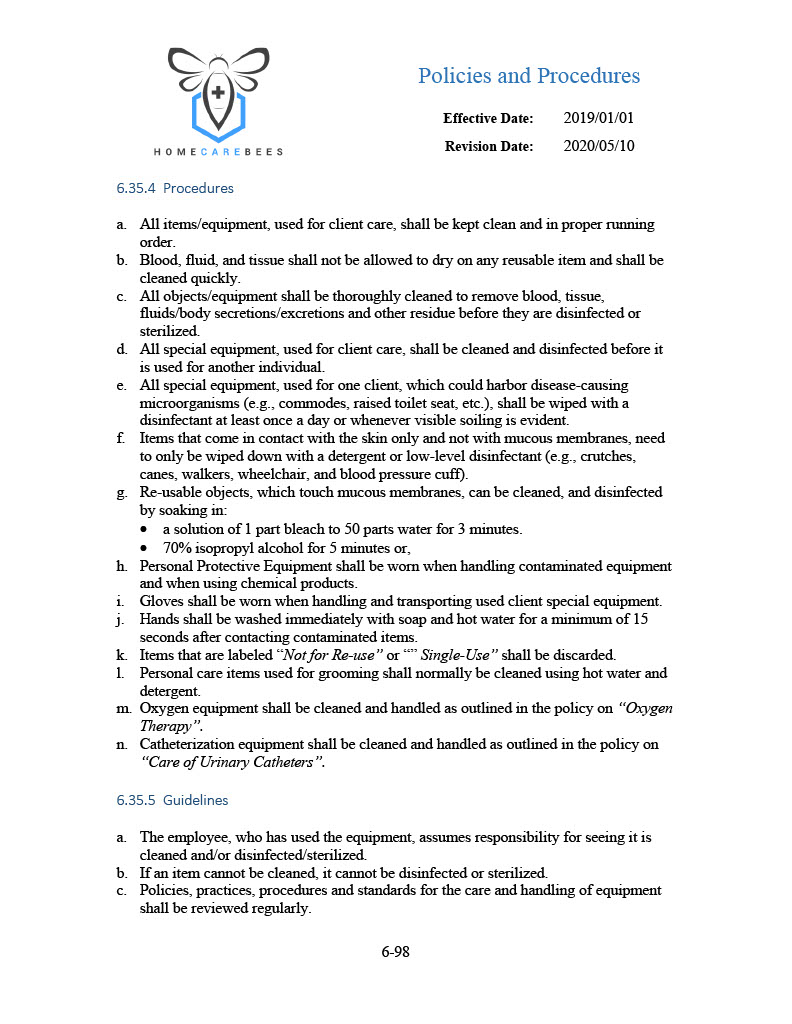 HOMECAREBEES
Policies and Procedures
Effective Date: 2019/01/01
Revision Date: 2020/05/10
6.35.4 Procedures
a. All items/equipment, used for client care, shall be kept clean and in proper running
order.
b. Blood, fluid, and tissue shall not be allowed to dry on any reusable item and shall be
cleaned quickly.
c. All objects/equipment shall be thoroughly cleaned to remove blood, tissue,
fluids/body secretions/excretions and other residue before they are disinfected or
sterilized.
d. All special equipment, used for client care, shall be cleaned and disinfected before it
is used for another individual.
e. All special equipment, used for one client, which could harbor disease-causing
microorganisms (e.g., commodes, raised toilet seat, etc.), shall be wiped with a
disinfectant at least once a day or whenever visible soiling is evident.
f. Items that come in contact with the skin only and not with mucous membranes, need
to only be wiped down with a detergent or low-level disinfectant (e.g., crutches,
canes, walkers, wheelchair, and blood pressure cuff).
g. Re-usable objects, which touch mucous membranes, can be cleaned, and disinfected
by soaking in:
• a solution of 1 part bleach to 50 parts water for 3 minutes.
• 70% isopropyl alcohol for 5 minutes or,
h. Personal Protective Equipment shall be worn when handling contaminated equipment
and when using chemical products.
i. Gloves shall be worn when handling and transporting used client special equipment.
j. Hands shall be washed immediately with soap and hot water for a minimum of 15
seconds after contacting contaminated items.
k. Items that are labeled “Not for Re-use” or “” Single-Use” shall be discarded.
l. Personal care items used for grooming shall normally be cleaned using hot water and
detergent.
m. Oxygen equipment shall be cleaned and handled as outlined in the policy on “Oxygen
Therapy”.
n. Catheterization equipment shall be cleaned and handled as outlined in the policy on
“Care of Urinary Catheters”.
6.35.5 Guidelines
a. The employee, who has used the equipment, assumes responsibility for seeing it is
cleaned and/or disinfected/sterilized.
b. If an item cannot be cleaned, it cannot be disinfected or sterilized.
c. Policies, practices, procedures and standards for the care and handling of equipment
shall be reviewed regularly.
6-98